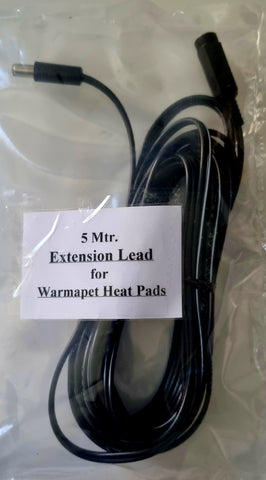 5 Mtr.
Extension Lead
for
Warmapet Heat Pads